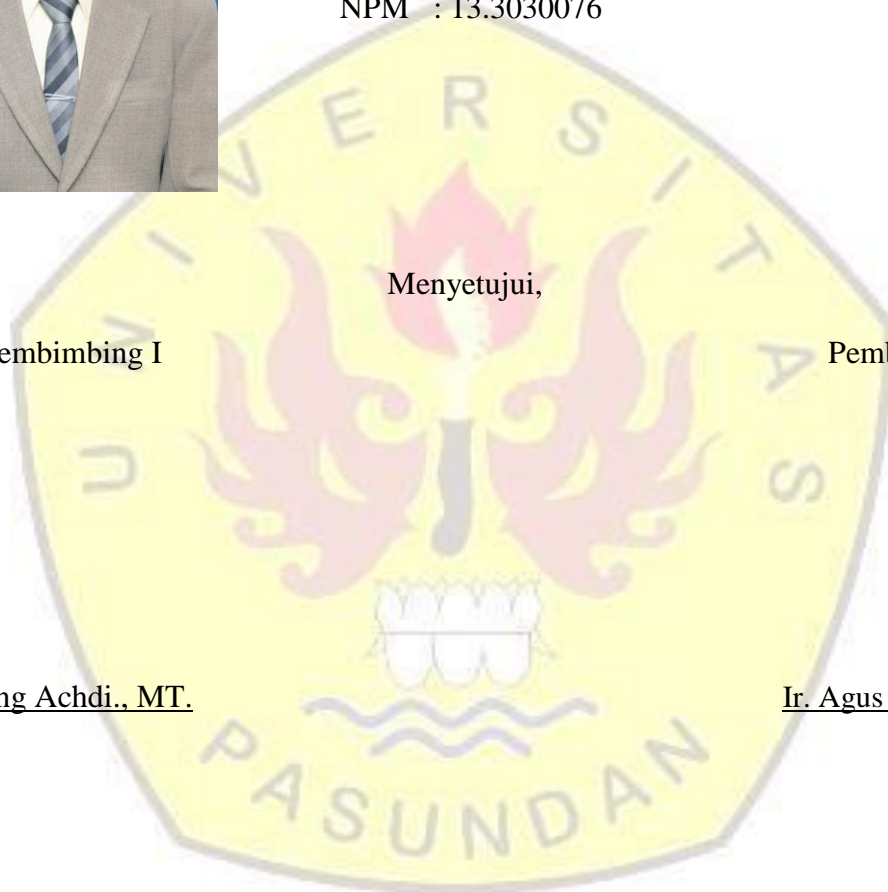 NPM : 13.3030076
UNIVERSITAS
Menyetujui,
embimbing I Pemb
ng Achdi., MT. Ir. Agus
PASUNDAN